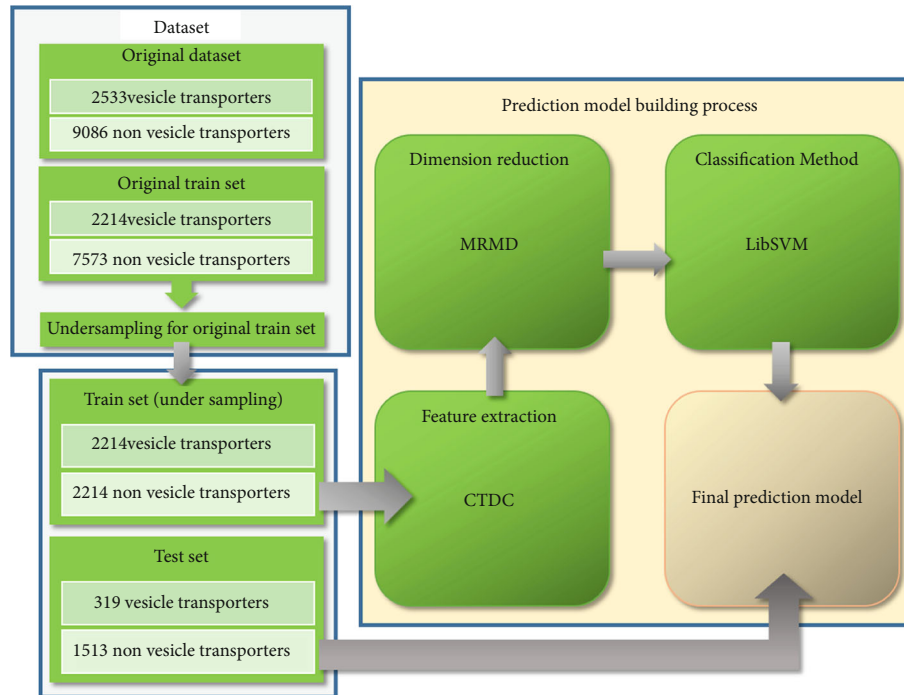 Dataset
Original dataset
2533vesicle transporters
9086 non vesicle transporters
Original train set
2214vesicle transporters
7573 non vesicle transporters
Undersampling for original train set
Train set (under sampling)
2214vesicle transporters
2214 non vesicle transporters
Test set
319 vesicle transporters
1513 non vesicle transporters
Prediction model building process
Dimension reduction
MRMD
Classification Method
LibSVM
Feature extraction
CTDC
Final prediction model